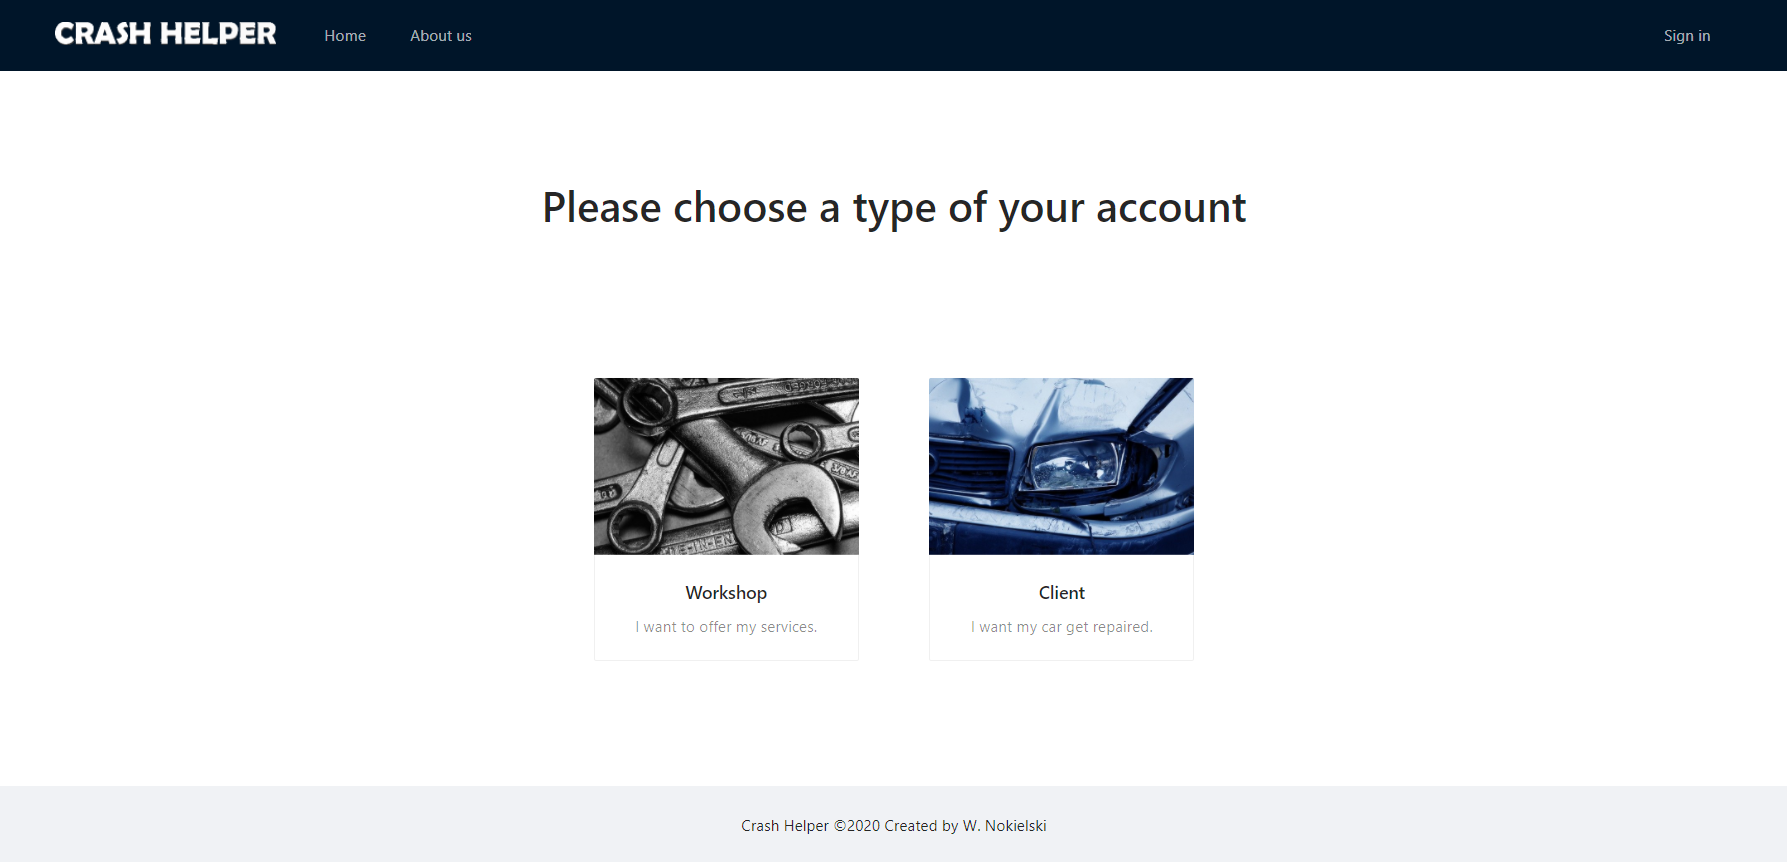 CRASH HELPER
Home
About us
Sign in
Please choose a type of your account
Workshop
I want to offer my services.
Client
I want my car get repaired.
Crash Helper ©2020 Created by W. Nokielski